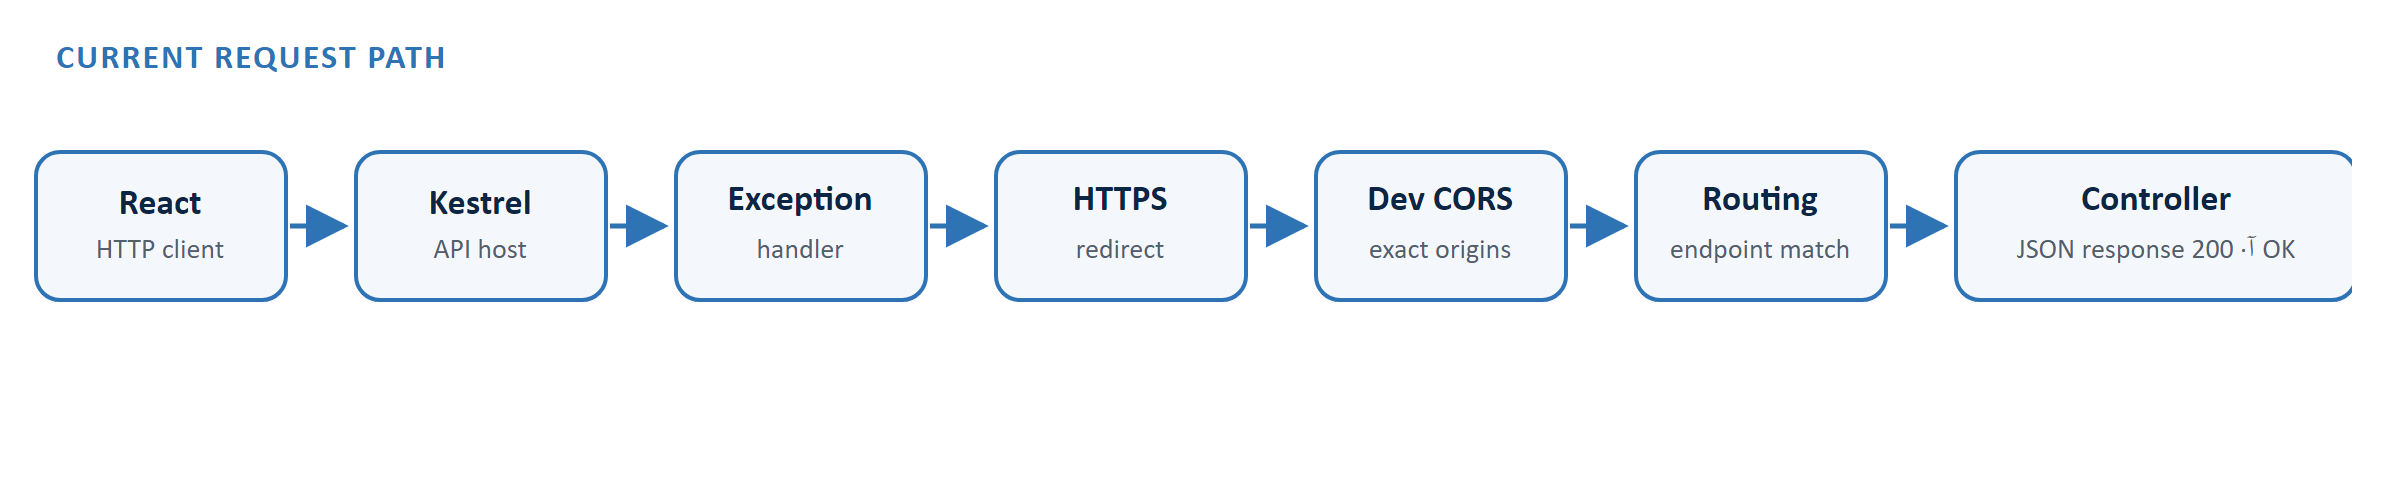 CURRENT REQUEST PATH
React
HTTP client
Kestrel
API host
Exception
handler
HTTPS
redirect
Dev CORS
exact origins
Routing
endpoint match
Controller
JSON response 200 آ· OK